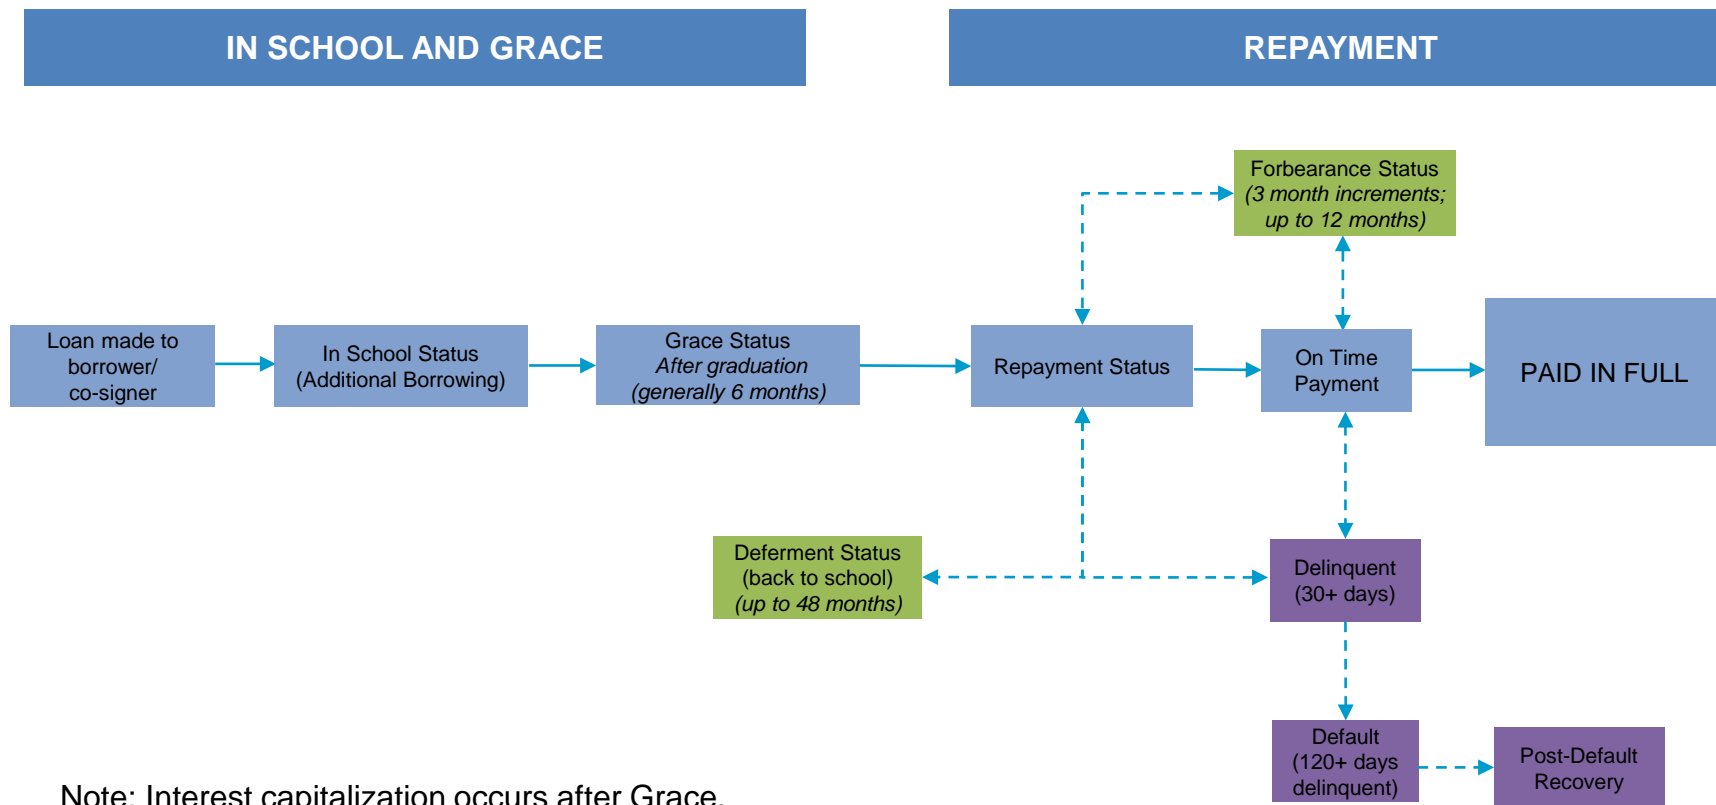 IN SCHOOL AND GRACE
REPAYMENT
Forbearance Status
(3 month increments;
up to 12 months)
Loan made to
borrower/
co-signer
In School Status
(Additional Borrowing)
Grace Status
After graduation
(generally 6 months)
Repayment Status
On Time
Payment
PAID IN FULL
Deferment Status
(back to school)
(up to 48 months)
Delinquent
(30+ days)
Default
(120+ days
delinquent)
Post-Default
Recovery
Note: Interest capitalization occurs after Grace,